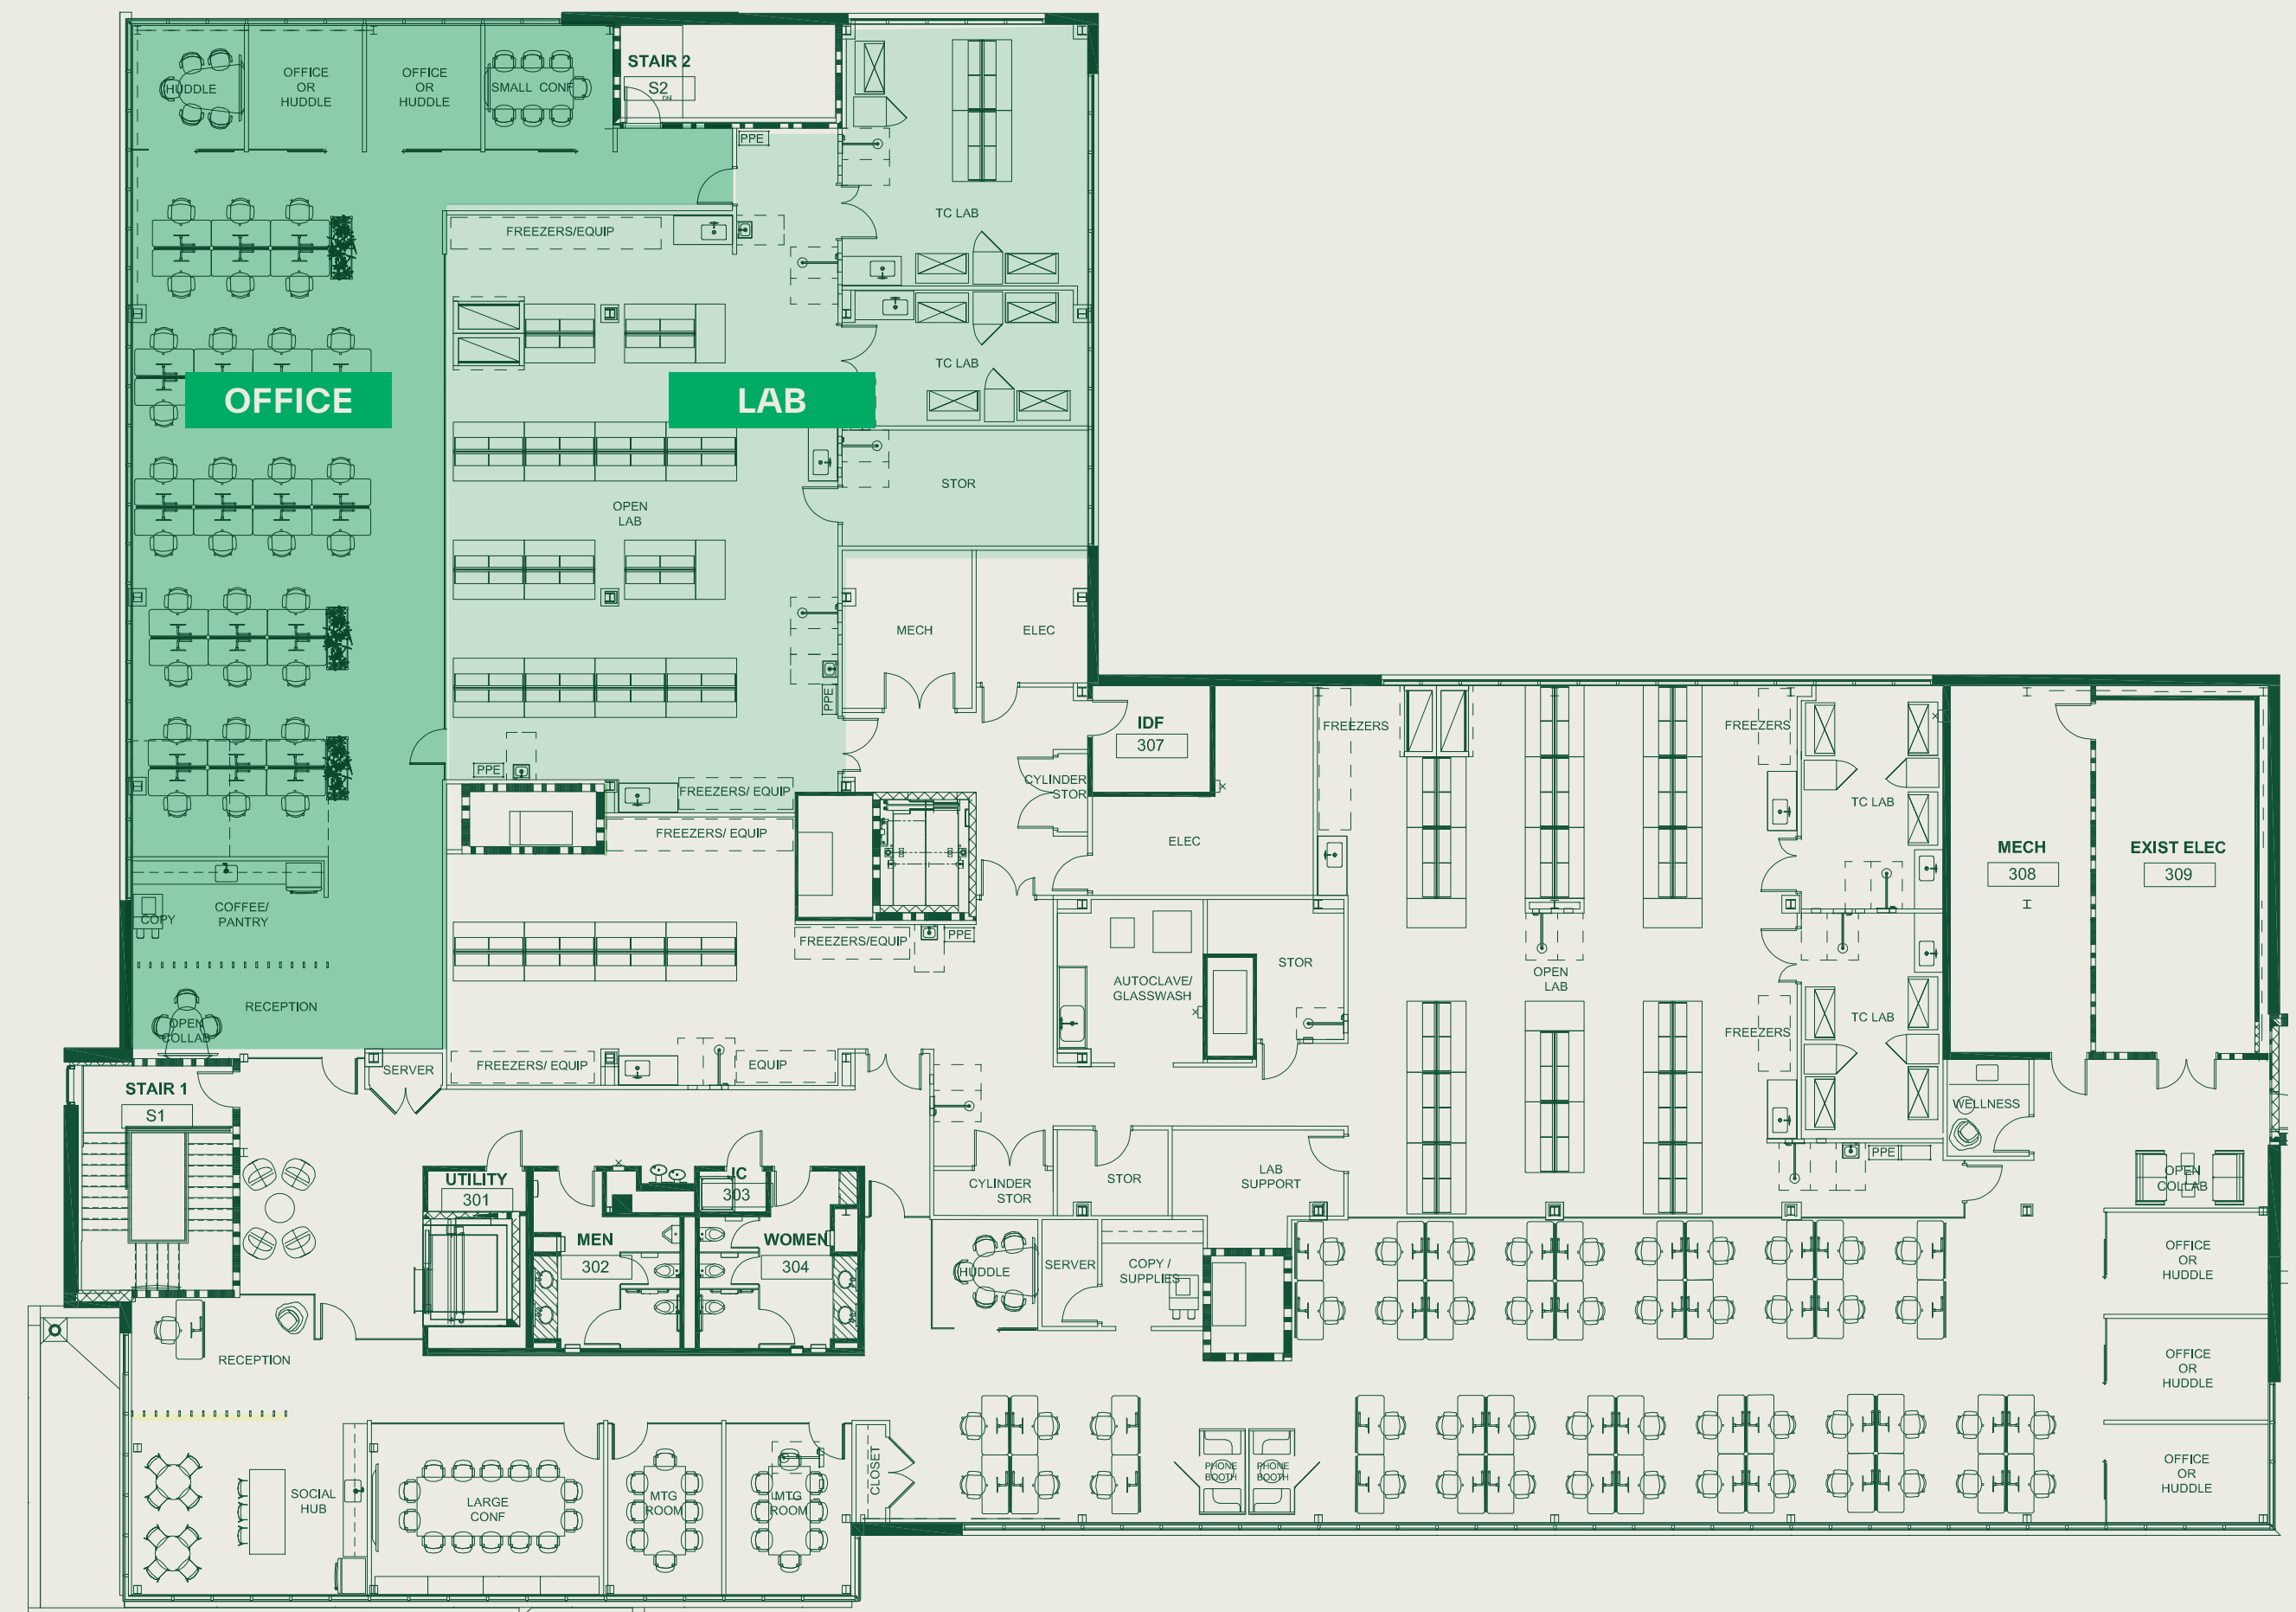 STAIR 2
S2
DN
HUDDLE
OFFICE
OR
HUDDLE
OFFICE
OR
HUDDLE
SMALL CONF
PPE
TC LAB
FREEZERS/EQUIP
TC LAB
OFFICE
LAB
STOR
OPEN
LAB
MECH
ELEC
PPE
IDF
307
FREEZERS
FREEZERS
PPE
CYLINDER
STOR
FREEZERS/ EQUIP
TC LAB
FREEZERS/ EQUIP
ELEC
MECH
308
EXIST ELEC
309
COFFEE/
PANTRY
COPY
FREEZERS/EQUIP
PPE
STOR
AUTOCLAVE/
GLASSWASH
OPEN
LAB
RECEPTION
OPEN
COLLAB
TC LAB
FREEZERS
SERVER
FREEZERS/ EQUIP
EQUIP
STAIR 1
S1
WELLNESS
PPE
UTILITY
301
JC
303
CYLINDER
STOR
STOR
LAB
SUPPORT
OPEN
COLLAB
MEN
302
WOMEN
304
HUDDLE
SERVER
COPY /
SUPPLIES
OFFICE
OR
HUDDLE
RECEPTION
OFFICE
OR
HUDDLE
SOCIAL
HUB
LARGE
CONF
MTG
ROOM
MTG
ROOM
CLOSET
PHONE
BOOTH
PHONE
BOOTH
OFFICE
OR
HUDDLE